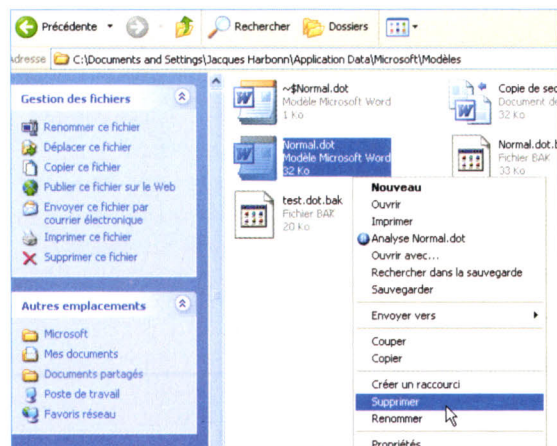 Précédente
Rechercher
Dossiers
Adresse
C:\Documents and Settings\Jacques Harbonn\Application Data\Microsoft\Modèles
Gestion des fichiers
Renommer ce fichier
Déplacer ce fichier
Copier ce fichier
Publier ce fichier sur le Web
Envoyer ce fichier par
courrier électronique
Imprimer ce fichier
Supprimer ce fichier
Autres emplacements
Microsoft
Mes documents
Documents partagés
Poste de travail
Favoris réseau
~$Normal.dot
Modèle Microsoft Word
1 Ko
Copie de sec
Document de
32 Ko
Normal.dot
Modèle Microsoft Word
32 Ko
Normal.dot.b
Fichier BAK
33 Ko
test.dot.bak
Fichier BAK
20 Ko
Nouveau
Ouvrir
Imprimer
Analyse Normal.dot
Ouvrir avec...
Rechercher dans la sauvegarde
Sauvegarder
Envoyer vers
Couper
Copier
Créer un raccourci
Supprimer
Renommer
Propriétés